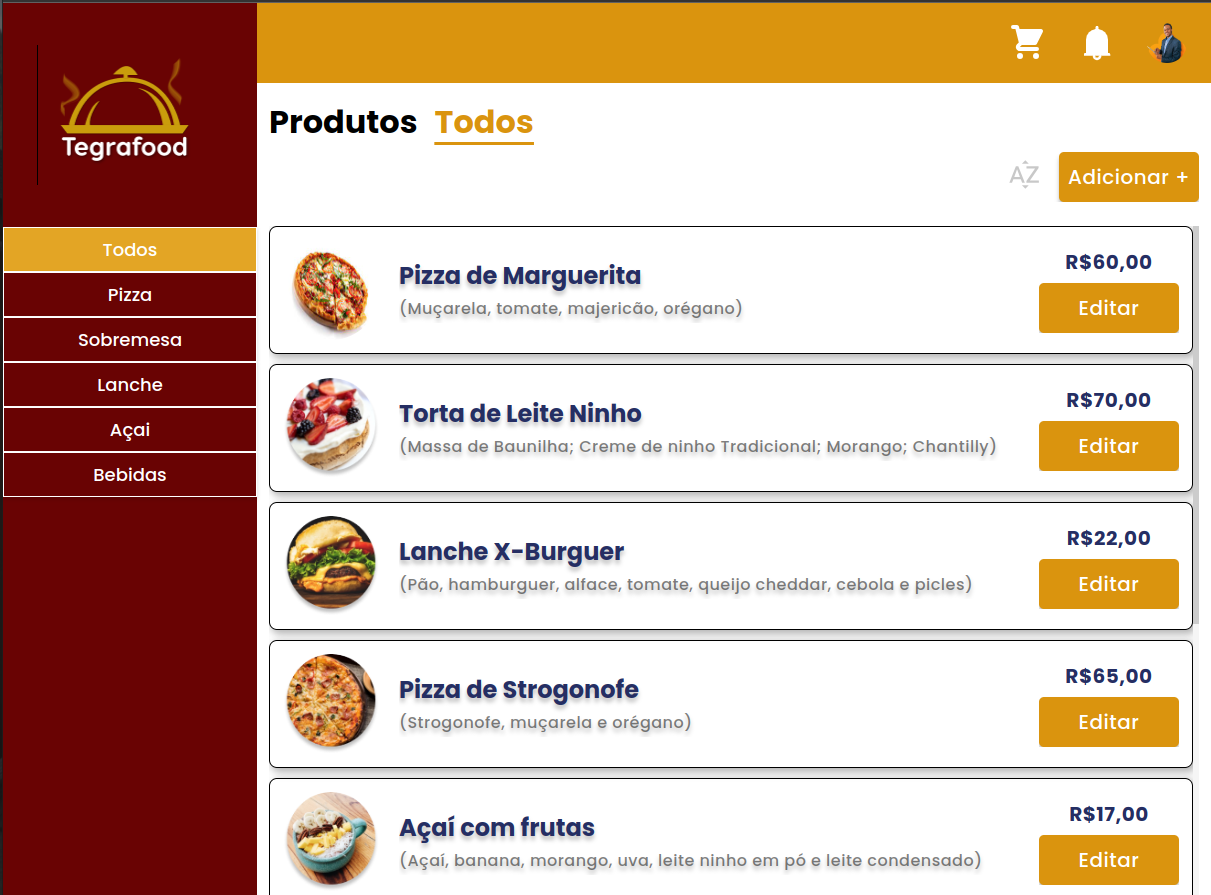 Tegrafood
Produtos Todos
AZ
Adicionar +
Todos
Pizza
Sobremesa
Lanche
Açai
Bebidas
Pizza de Marguerita
(Muçarela, tomate, majericão, orégano)
R$60,00
Editar
Torta de Leite Ninho
(Massa de Baunilha; Creme de ninho Tradicional; Morango; Chantilly)
R$70,00
Editar
Lanche X-Burguer
(Pão, hamburguer, alface, tomate, queijo cheddar, cebola e picles)
R$22,00
Editar
Pizza de Strogonofe
(Strogonofe, muçarela e orégano)
R$65,00
Editar
Açaí com frutas
(Açaí, banana, morango, uva, leite ninho em pó e leite condensado)
R$17,00
Editar